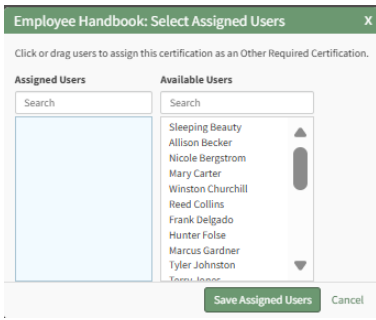 Employee Handbook: Select Assigned Users X
Click or drag users to assign this certification as an Other Required Certification.
Assigned Users Available Users
Search Search
Sleeping Beauty
Allison Becker
Nicole Bergstrom
Mary Carter
Winston Churchill
Reed Collins
Frank Delgado
Hunter Folse
Marcus Gardner
Tyler Johnston
Terry Jones
Save Assigned Users Cancel